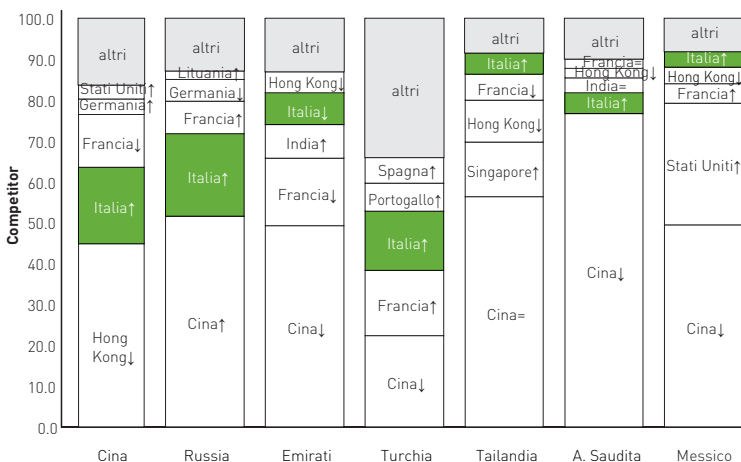 100.0
90.0
80.0
70.0
60.0
50.0
40.0
30.0
20.0
10.0
0.0
Competitor
altri
Stati Uniti↑
Germania↑
Francia↓
Italia↑
Hong
Kong↓
Cina
altri
Lituania↑
Germania↓
Francia↑
Italia↑
Cina↑
Russia
altri
Hong Kong↓
Italia↓
India↑
Francia↓
Cina↓
Emirati
altri
Spagna↑
Portogallo↑
Italia↑
Francia↑
Cina↓
Turchia
altri
Italia↑
Francia↓
Hong Kong↓
Singapore↑
Cina=
Tailandia
altri
Francia=
Hong Kong↓
India=
Italia↑
Cina↓
A. Saudita
altri
Italia↑
Hong Kong↓
Francia↑
Stati Uniti↑
Cina↓
Messico